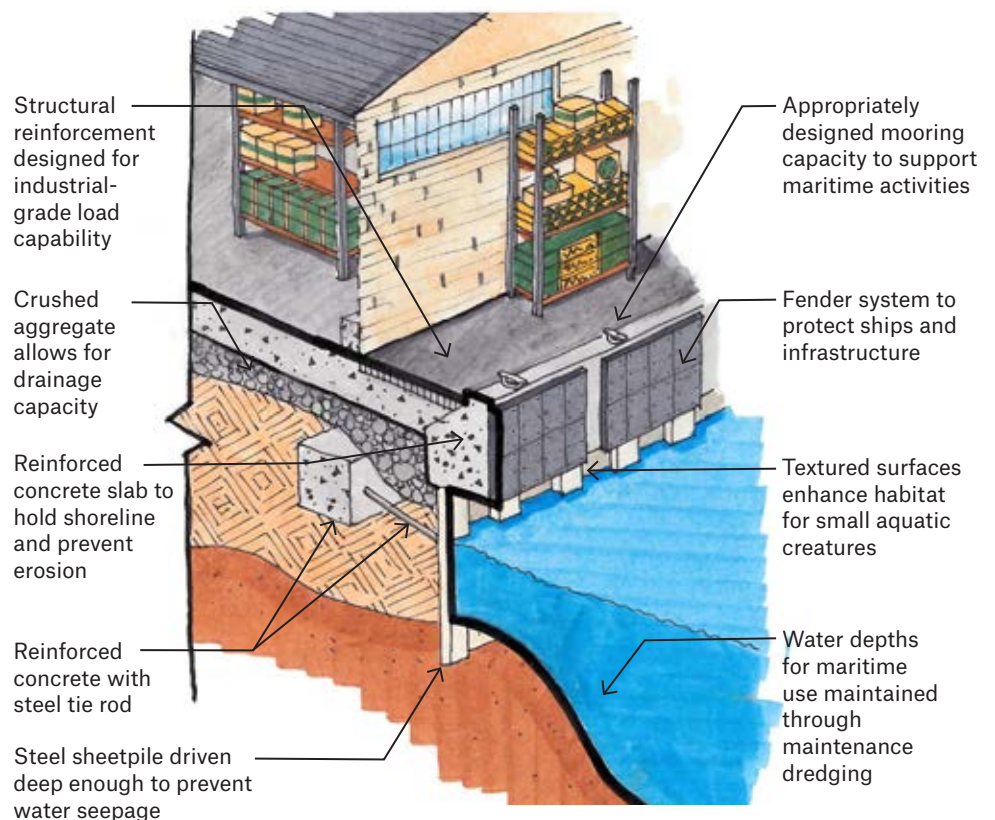 Structural
reinforcement
designed for
industrial-
grade load
capability
Crushed
aggregate
allows for
drainage
capacity
Reinforced
concrete slab to
hold shoreline
and prevent
erosion
Reinforced
concrete with
steel tie rod
Steel sheetpile driven
deep enough to prevent
water seepage
Appropriately
designed mooring
capacity to support
maritime activities
Fender system to
protect ships and
infrastructure
Textured surfaces
enhance habitat
for small aquatic
creatures
Water depths
for maritime
use maintained
through
maintenance
dredging